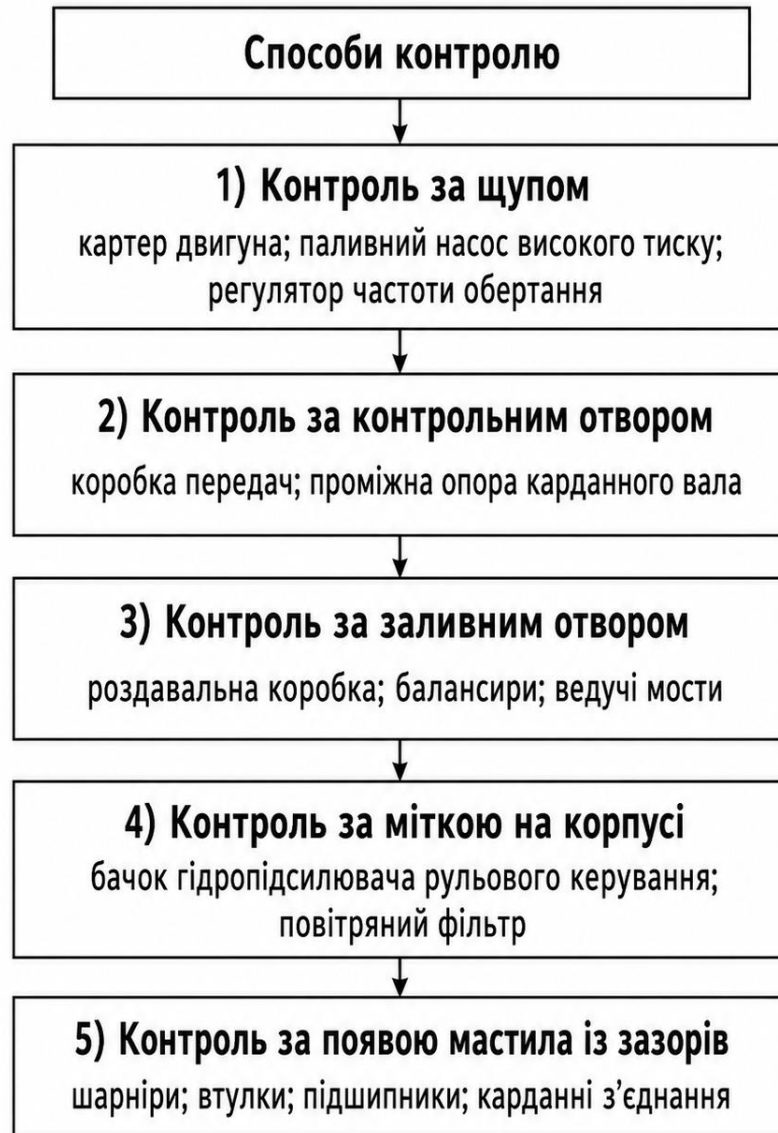 Способи контролю
1) Контроль за щупом
картер двигуна; паливний насос високого тиску;
регулятор частоти обертання
2) Контроль за контрольним отвором
коробка передач; проміжна опора карданного вала
3) Контроль за заливним отвором
роздавальна коробка; балансири; ведучі мости
4) Контроль за міткою на корпусі
бачок гідропідсилювача рульового керування;
повітряний фільтр
5) Контроль за появою мастила із зазорів
шарніри; втулки; підшипники; карданні з’єднання